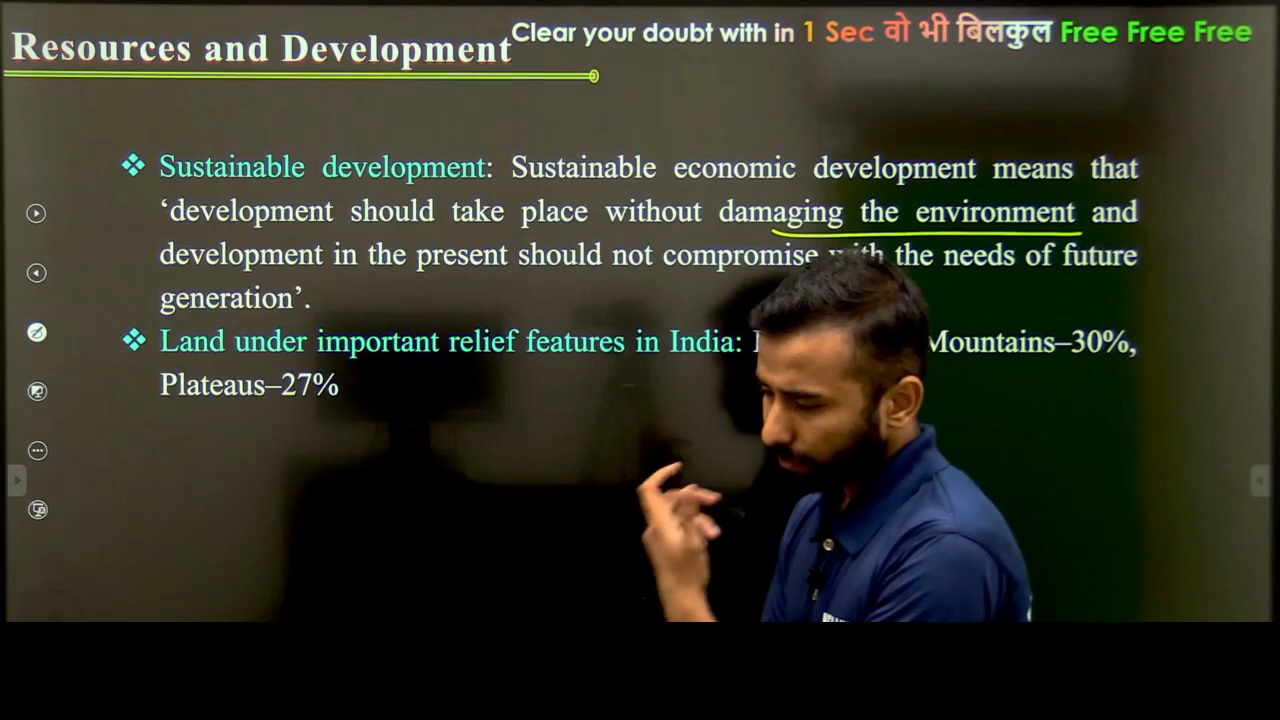 Resources and Development
Clear your doubt with in 1 Sec वो भी बिलकुल Free Free Free
❖ Sustainable development: Sustainable economic development means that
‘development should take place without damaging the environment and
development in the present should not compromise with the needs of future
generation’.
❖ Land under important relief features in India: Mountains–30%,
Plateaus–27%